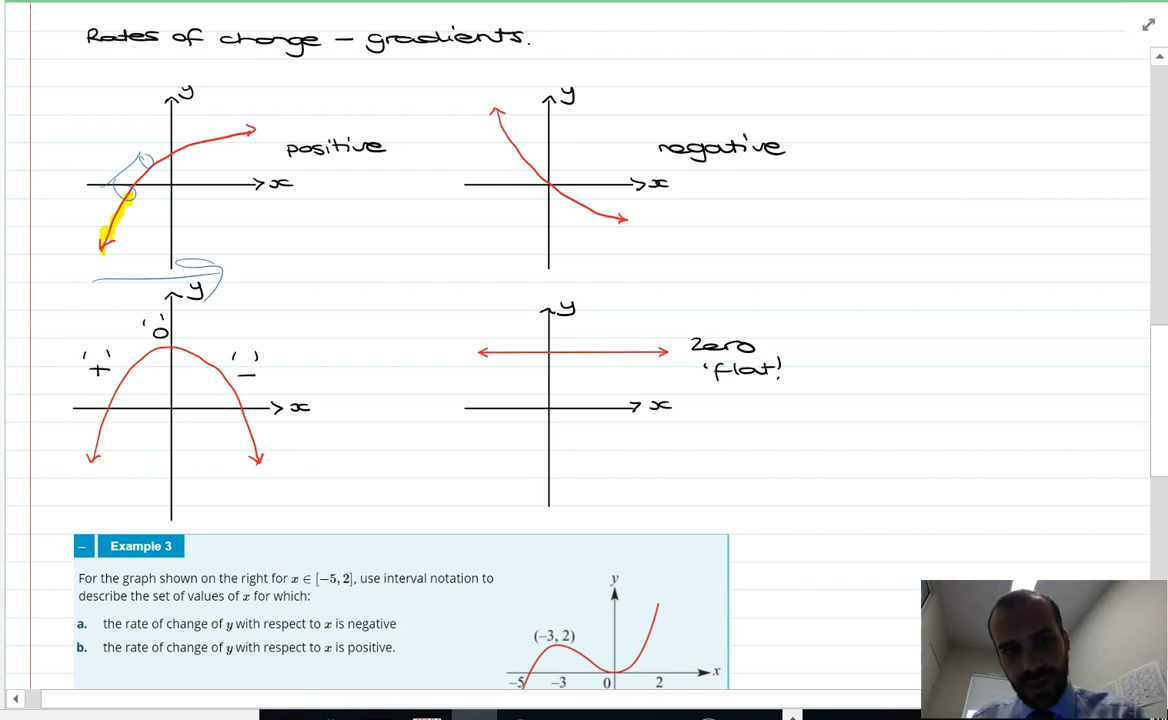 Rates of change – gradients.
y
x
positive
y
x
negative
y
'0'
'+'
'–'
x
y
zero
'flat'
x
Example 3
For the graph shown on the right for x ∈ [−5, 2], use interval notation to
describe the set of values of x for which:
a. the rate of change of y with respect to x is negative
b. the rate of change of y with respect to x is positive.
y
(−3, 2)
x
−5 −3 0 2